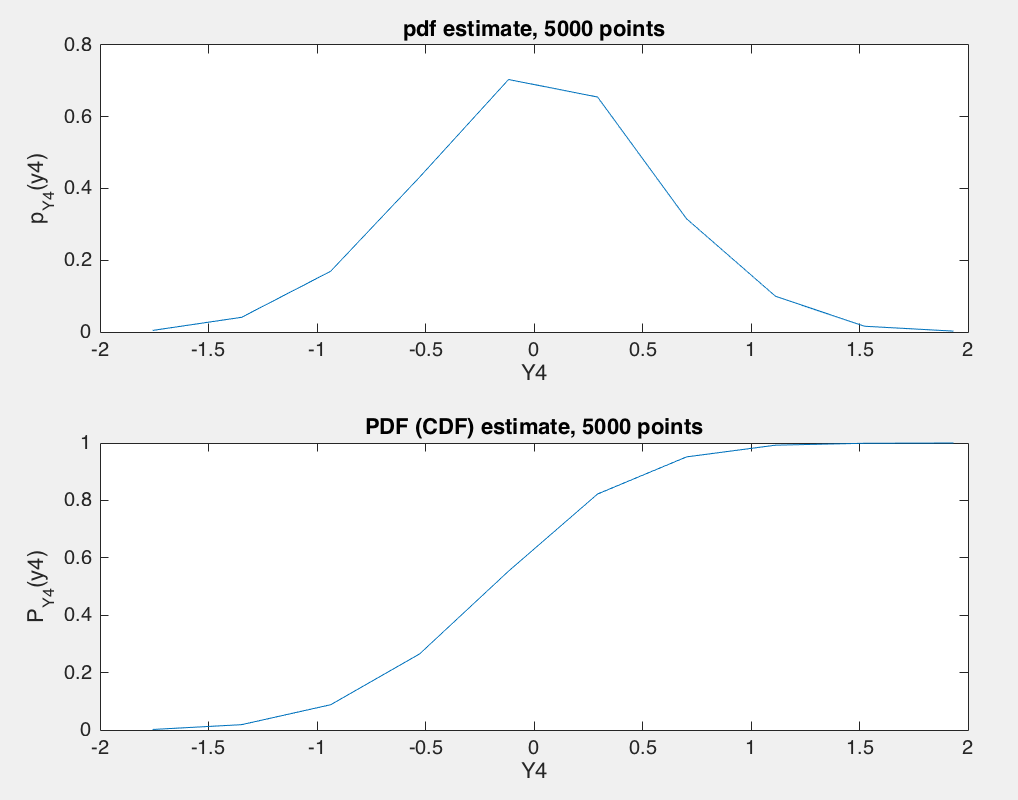 pdf estimate, 5000 points
0.8
0.6
0.4
0.2
0
pY4(y4)
-2 -1.5 -1 -0.5 0 0.5 1 1.5 2
Y4
PDF (CDF) estimate, 5000 points
1
0.8
0.6
0.4
0.2
0
PY4(y4)
-2 -1.5 -1 -0.5 0 0.5 1 1.5 2
Y4